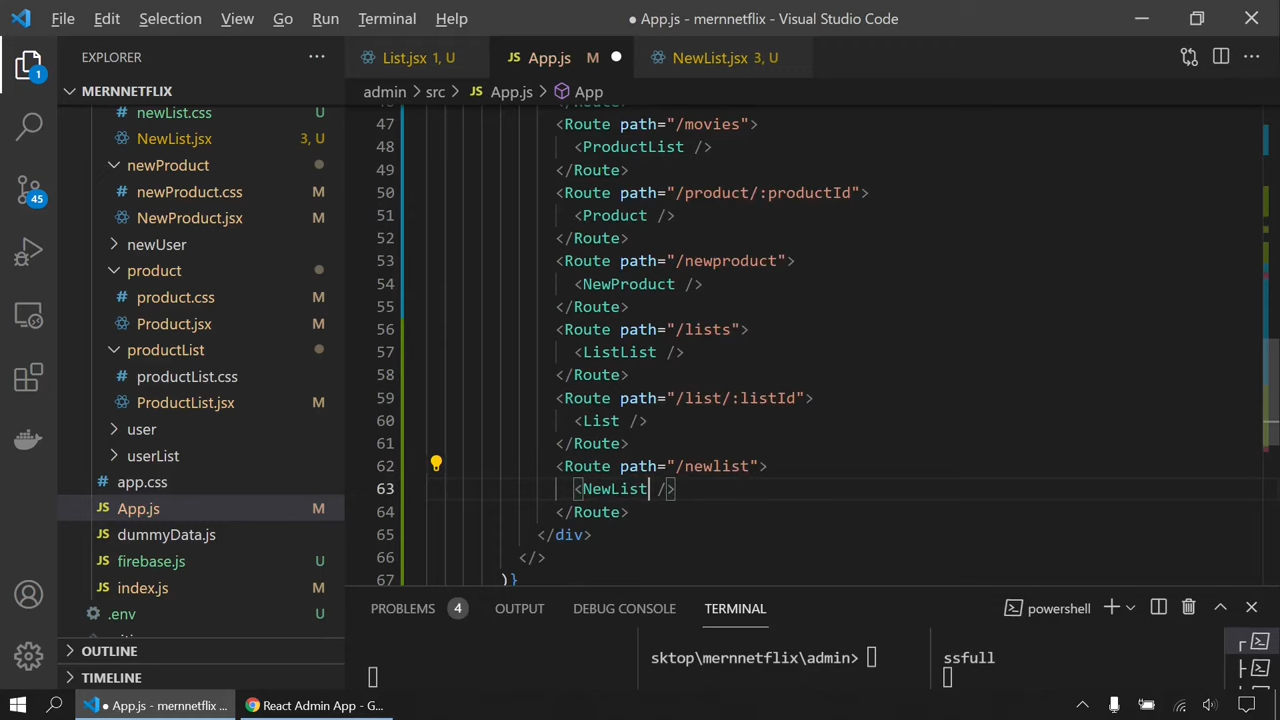 File Edit Selection View Go Run Terminal Help
● App.js - mernnetflix - Visual Studio Code
EXPLORER
MERNNETFLIX
newList.css U
NewList.jsx 3, U
newProduct
newProduct.css M
NewProduct.jsx M
newUser
product
product.css M
Product.jsx M
productList
productList.css M
ProductList.jsx M
user
userList
app.css
App.js M
dummyData.js
firebase.js U
index.js M
.env
OUTLINE
TIMELINE
1
45
List.jsx 1, U
JS App.js M
NewList.jsx 3, U
admin > src > JS App.js > App
47 <Route path="/movies">
48 <ProductList />
49 </Route>
50 <Route path="/product/:productId">
51 <Product />
52 </Route>
53 <Route path="/newproduct">
54 <NewProduct />
55 </Route>
56 <Route path="/lists">
57 <ListList />
58 </Route>
59 <Route path="/list/:listId">
60 <List />
61 </Route>
62 <Route path="/newlist">
63 <NewList />
64 </Route>
65 </div>
66 </>
67 )}
PROBLEMS 4 OUTPUT DEBUG CONSOLE TERMINAL
powershell
sktop\mernnetflix\admin>
ssfull
● App.js - mernnetflix ...
React Admin App - G...